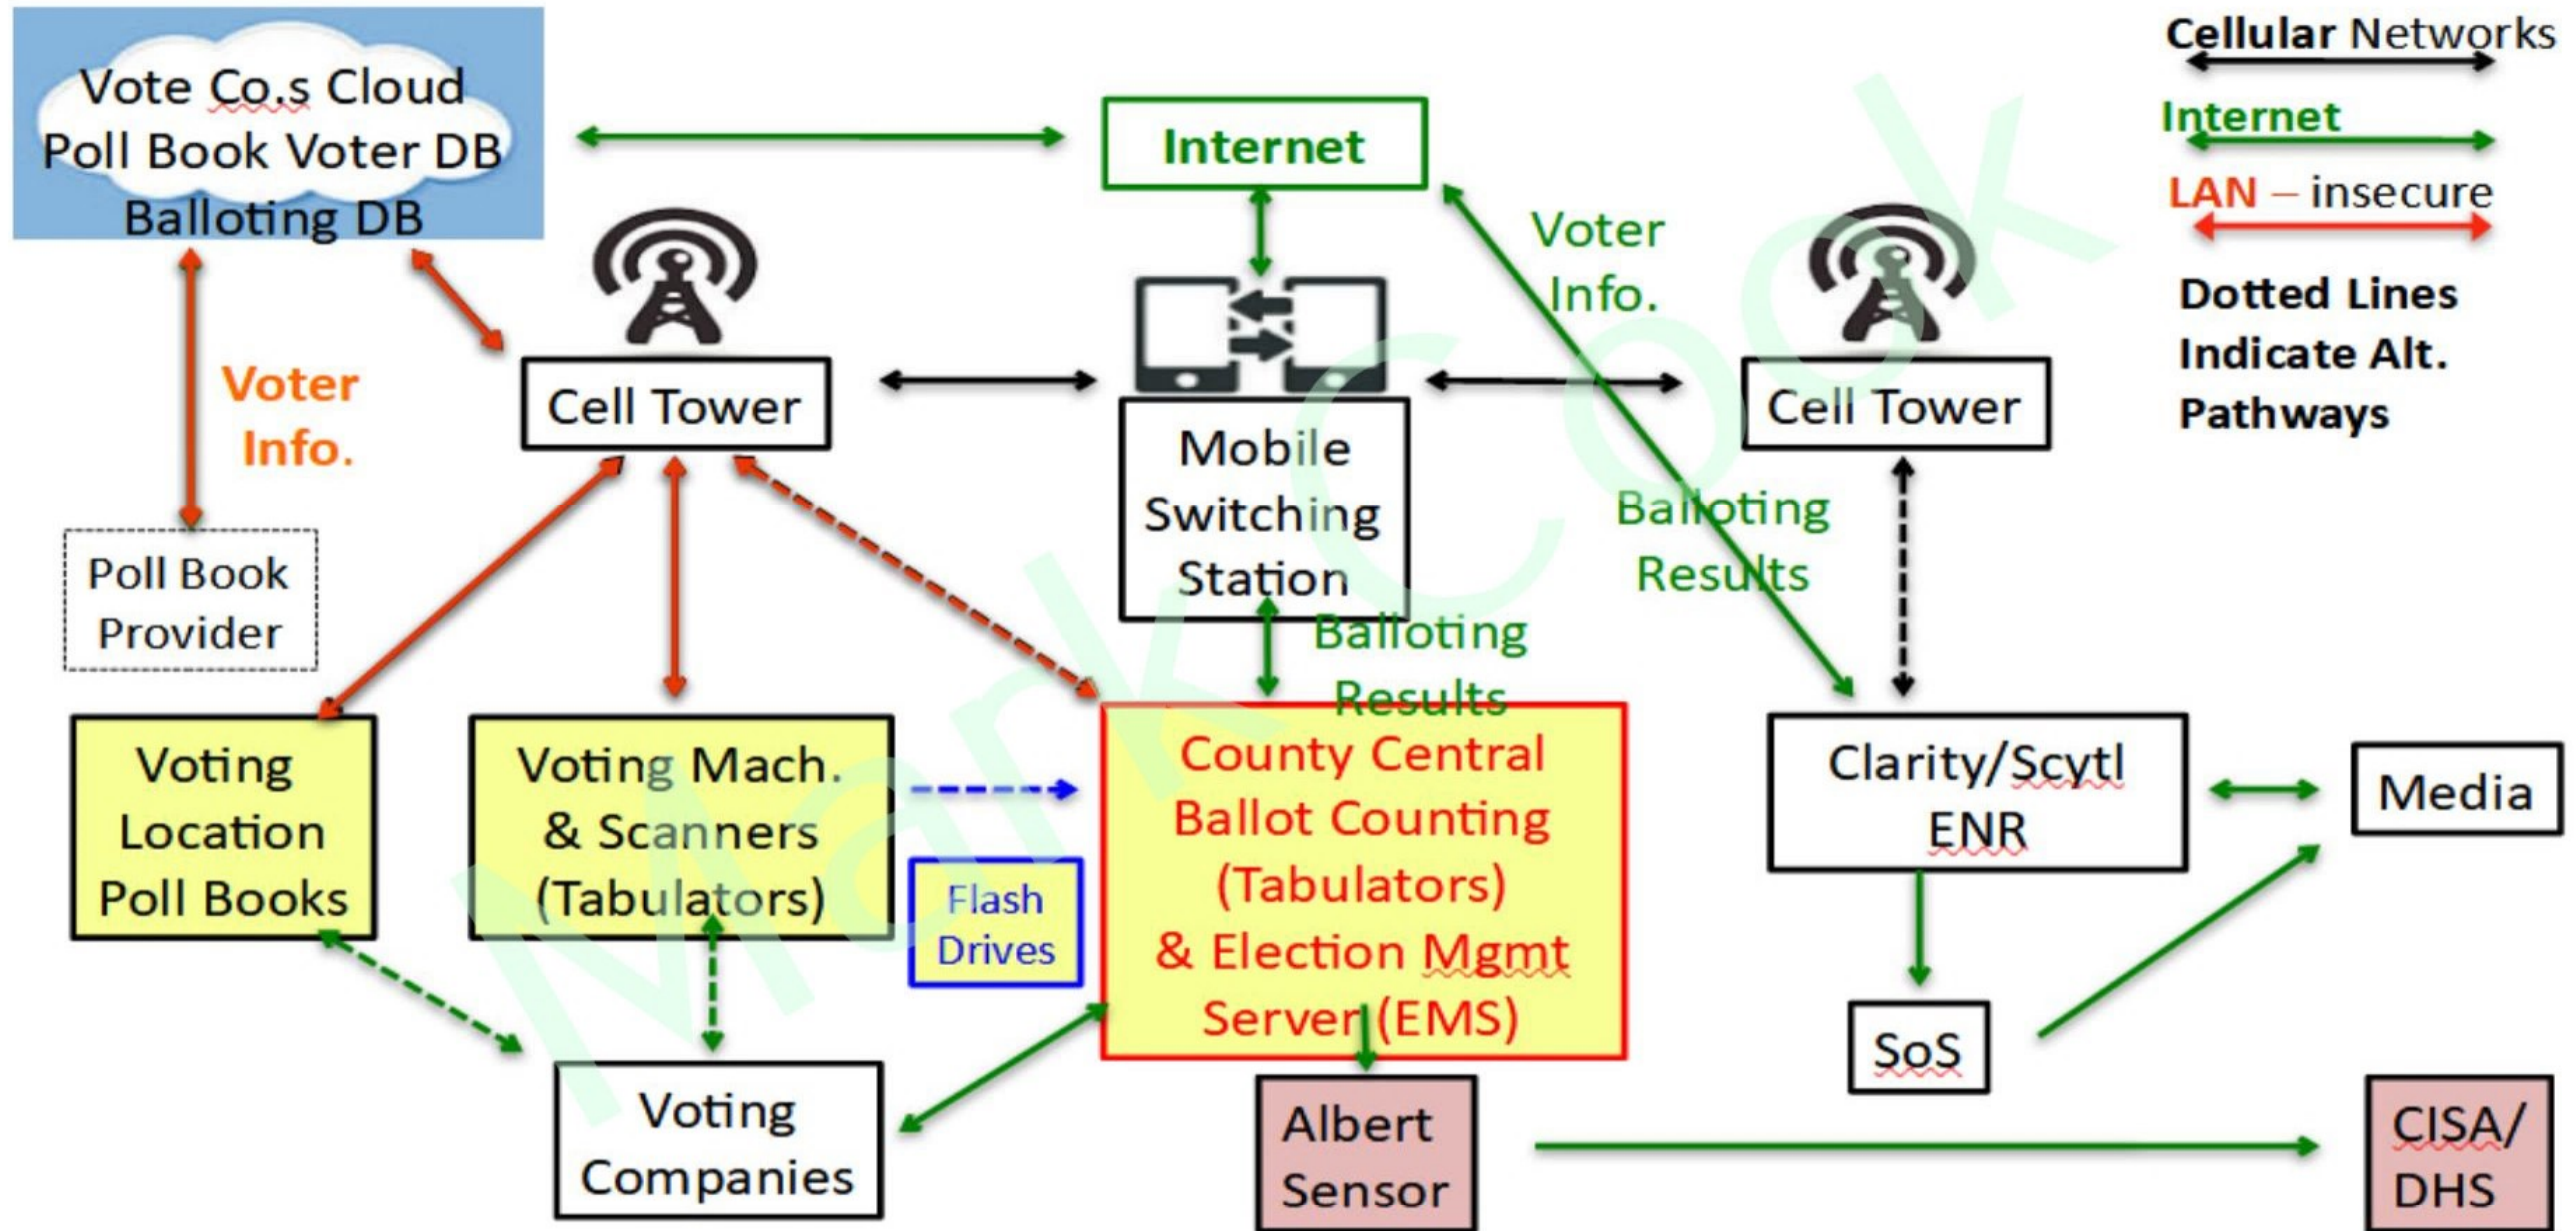 Vote Co.s Cloud
Poll Book Voter DB
Balloting DB
Internet
Cellular Networks
Internet
LAN – insecure
Dotted Lines
Indicate Alt.
Pathways
Voter
Info.
Voter
Info.
Cell Tower
Mobile
Switching
Station
Cell Tower
Balloting
Results
Balloting
Results
Poll Book
Provider
Voting
Location
Poll Books
Voting Mach.
& Scanners
(Tabulators)
Flash
Drives
County Central
Ballot Counting
(Tabulators)
& Election Mgmt
Server (EMS)
Clarity/Scytl
ENR
Media
SoS
Voting
Companies
Albert
Sensor
CISA/
DHS
Mark Cook